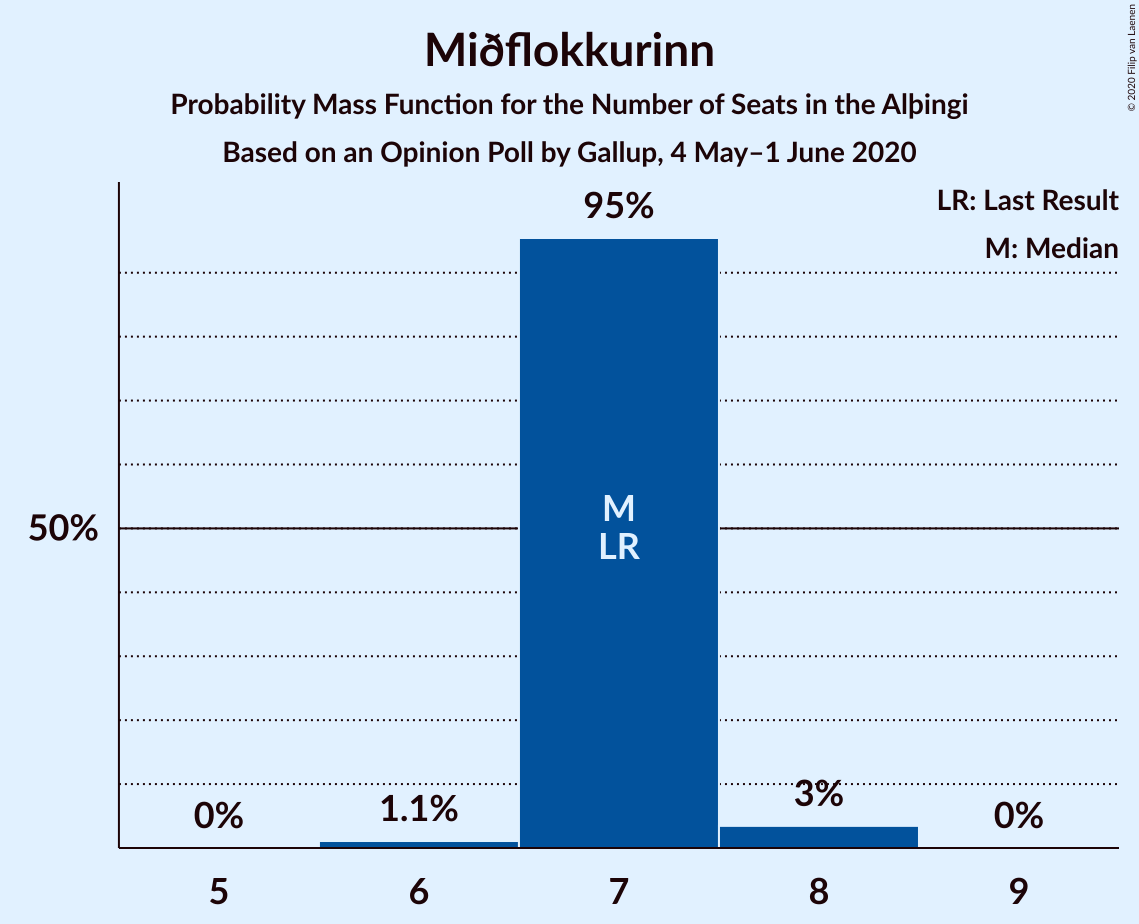 Miðflokkurinn
Probability Mass Function for the Number of Seats in the Alþingi
Based on an Opinion Poll by Gallup, 4 May–1 June 2020
© 2020 Filip van Laenen
LR: Last Result
M: Median
95%
50%
M
LR
0%
1.1%
3%
0%
5
6
7
8
9